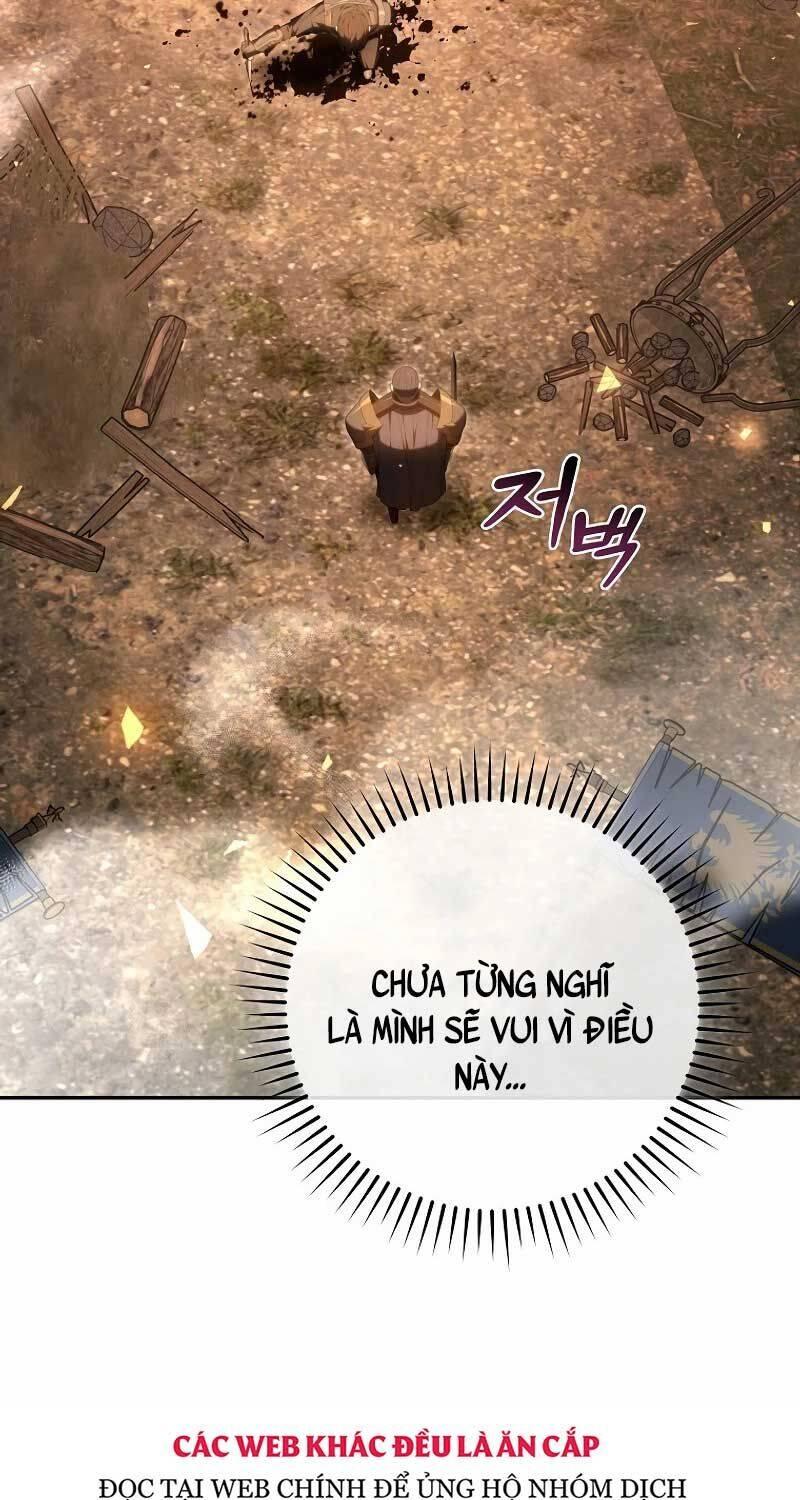 저벅
CHƯA TỪNG NGHĨ
LÀ MÌNH SẼ VUI VÌ ĐIỀU
NÀY...
CÁC WEB KHÁC ĐỀU LÀ ĂN CẮP
ĐỌC TẠI WEB CHÍNH ĐỂ ỦNG HỘ NHÓM DỊCH